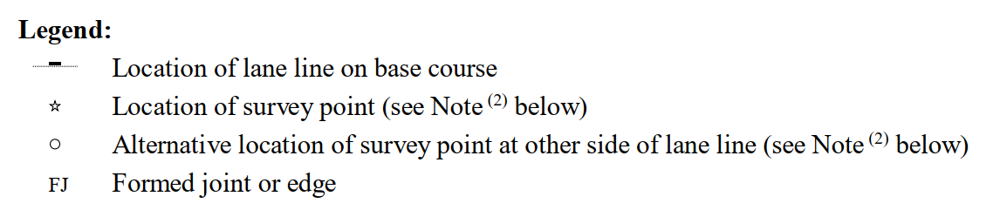 Legend:
Location of lane line on base course
☆ Location of survey point (see Note (2) below)
○ Alternative location of survey point at other side of lane line (see Note (2) below)
FJ Formed joint or edge